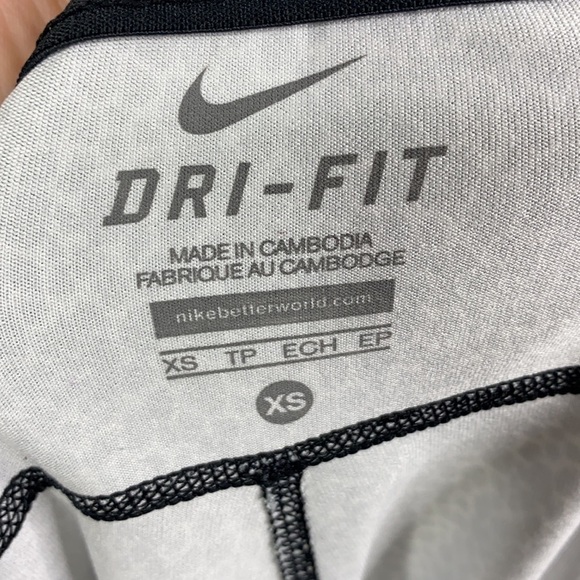 DRI-FIT
MADE IN CAMBODIA
FABRIQUE AU CAMBODGE
nikebetterworld.com
XS TP ECH EP
XS